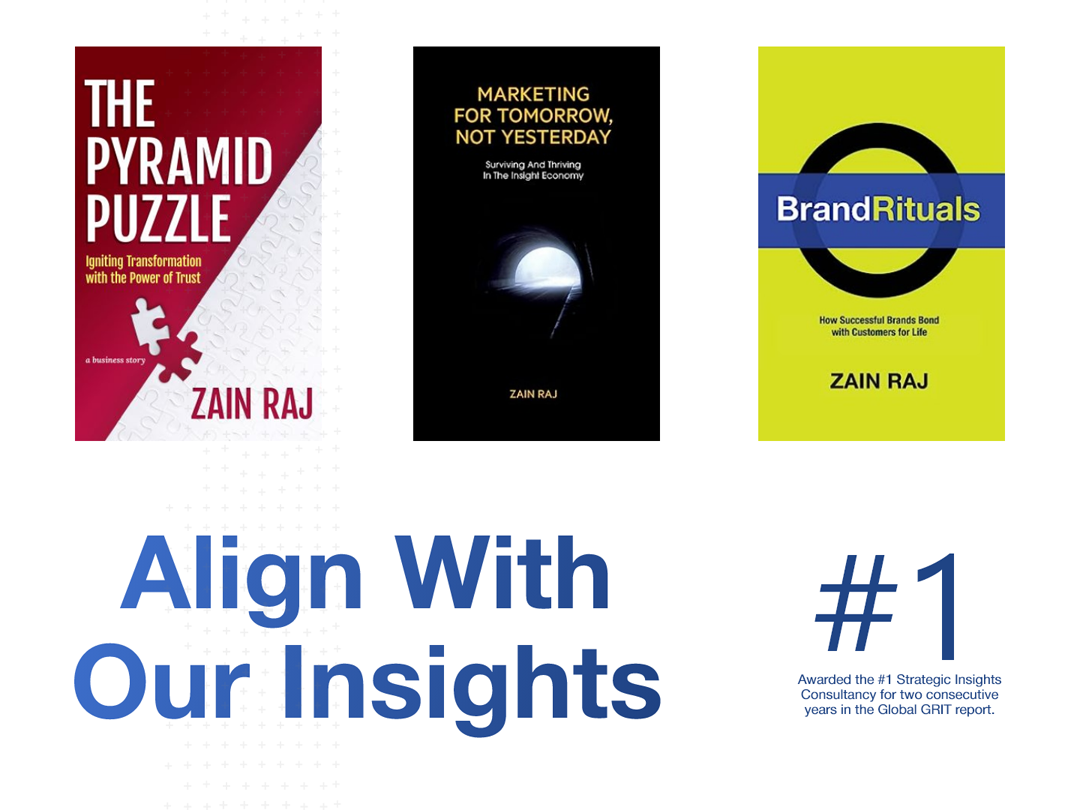 THE
PYRAMID
PUZZLE
Igniting Transformation
with the Power of Trust
a business story
ZAIN RAJ
MARKETING
FOR TOMORROW,
NOT YESTERDAY
Surviving And Thriving
In The Insight Economy
ZAIN RAJ
BrandRituals
How Successful Brands Bond
with Customers for Life
ZAIN RAJ
Align With
Our Insights
#1
Awarded the #1 Strategic Insights
Consultancy for two consecutive
years in the Global GRIT report.